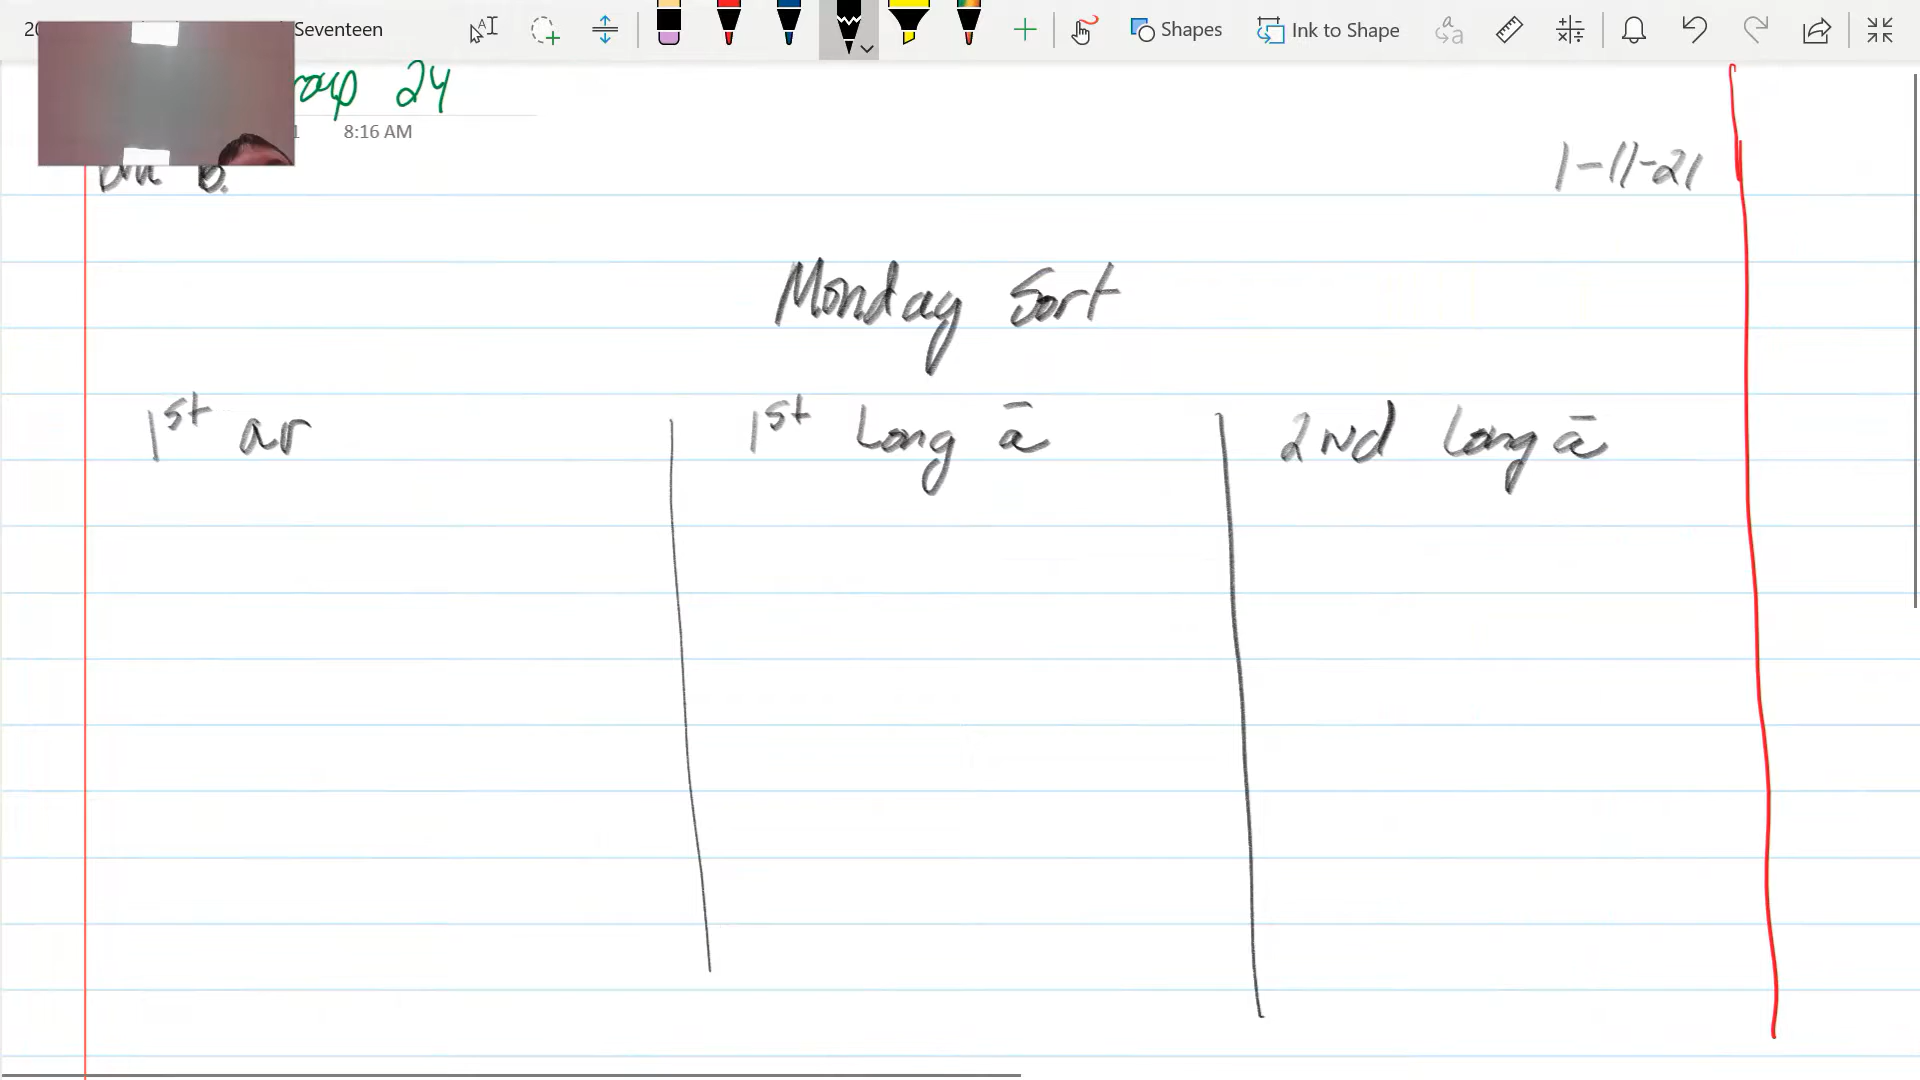 Seventeen
Shapes
Ink to Shape
24
8:16 AM
B.
1-11-21
Monday Sort
1st ar
1st Long ā
2nd Long ā